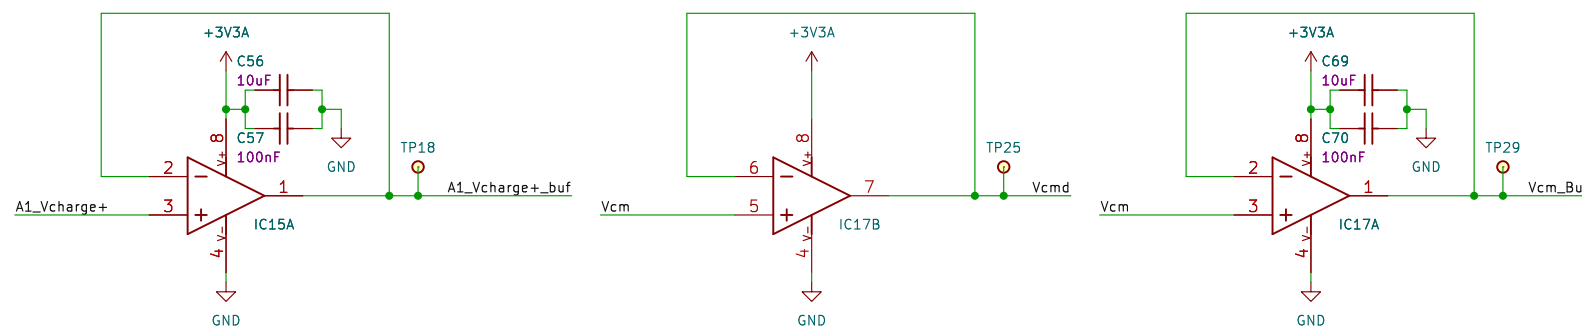 +3V3A
C56
10uF
C57
100nF
GND
8
V+
2
3
1
V-
4
A1_Vcharge+
IC15A
TP18
A1_Vcharge+_buf
GND
+3V3A
8
V+
6
5
7
V-
4
Vcm
IC17B
TP25
Vcmd
GND
+3V3A
C69
10uF
C70
100nF
GND
8
V+
2
3
1
V-
4
Vcm
IC17A
TP29
Vcm_Bu
GND